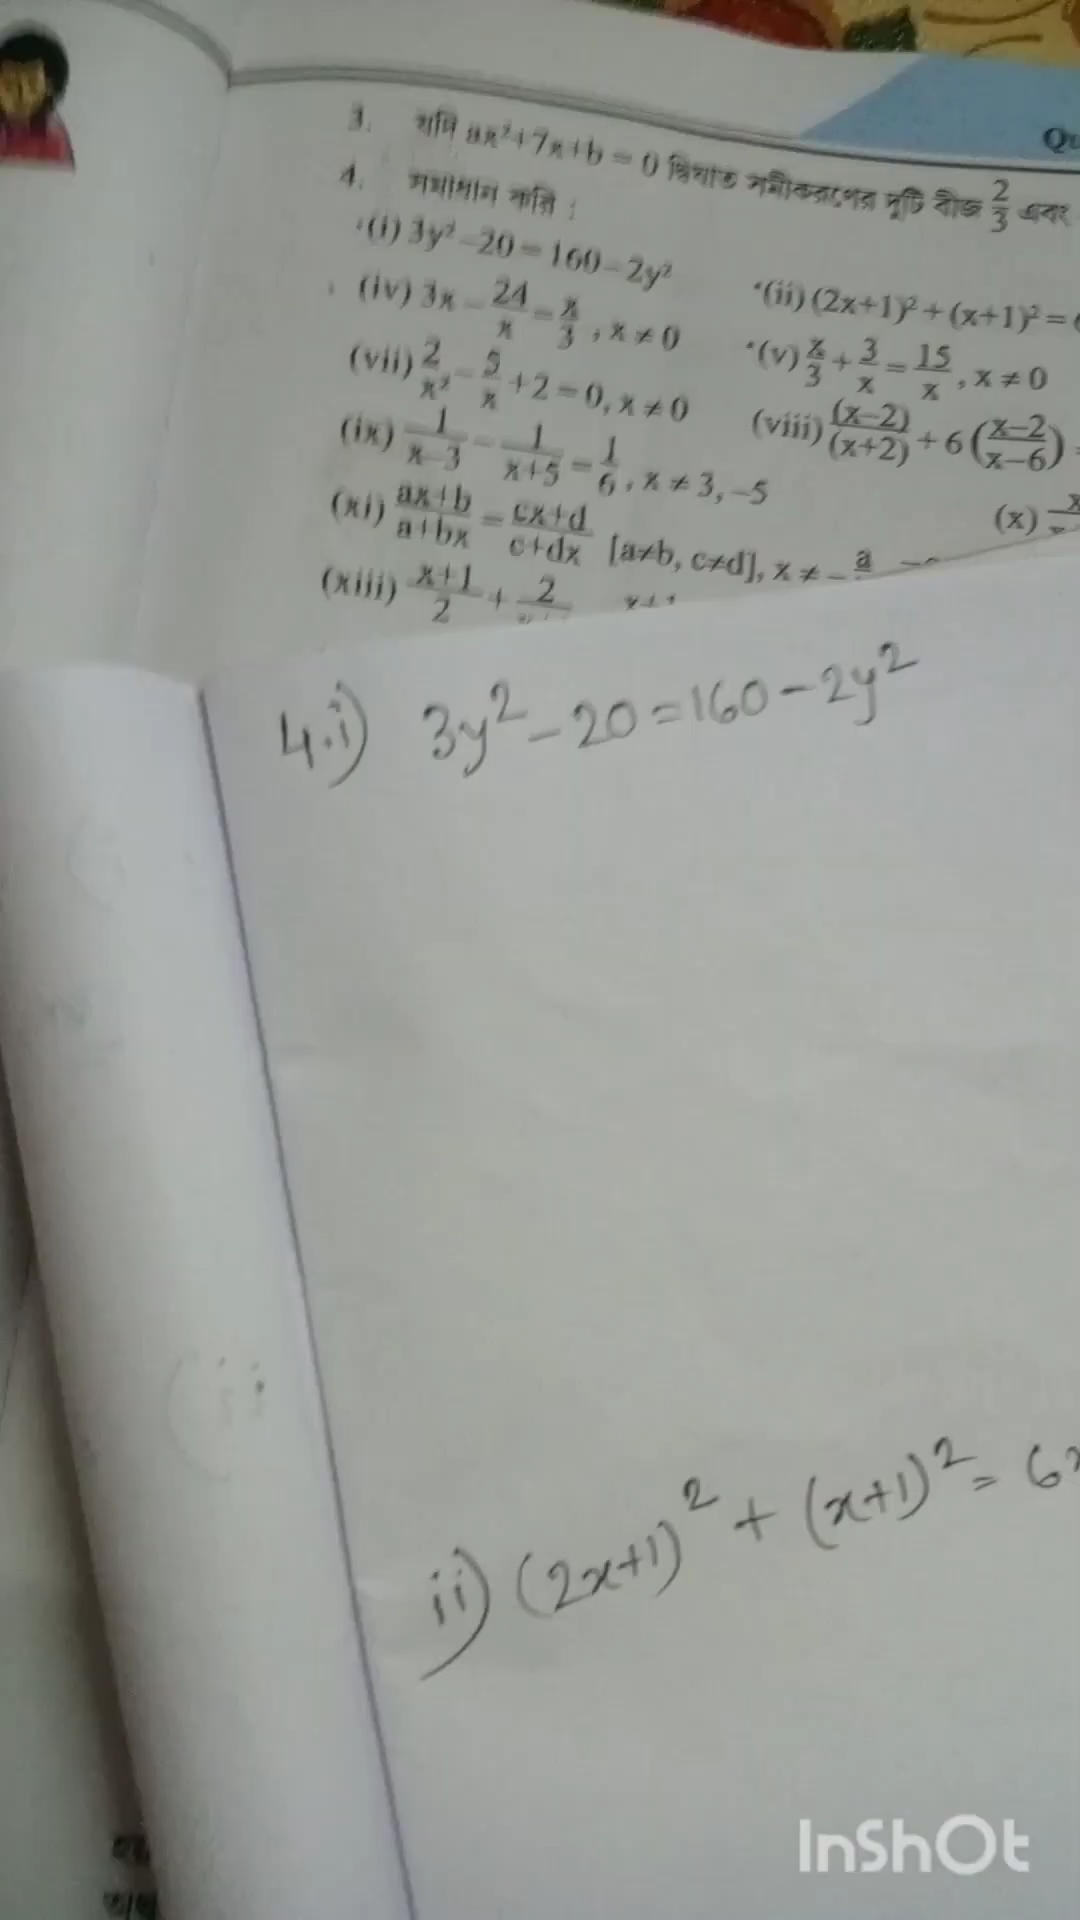 Qu
3. যদি ax²+7x+b = 0 দ্বিঘাত সমীকরণের দুটি বীজ 2/3 এবং
4. সমাধান করি :
(i) 3y²–20 = 160–2y²
(ii) (2x+1)² + (x+1)² = 6
(iv) 3x – 24/x = x/3 , x ≠ 0
(v) x/3 + 3/x = 15/x , x ≠ 0
(vii) 2/x² – 5/x + 2 = 0, x ≠ 0
(viii) (x–2)/(x+2) + 6 (x–2/x–6)
(ix) 1/x–3 – 1/x+5 = 1/6 , x ≠ 3, –5
(x) x
(xi) ax+b/a+bx = cx+d/c+dx [a≠b, c≠d], x ≠ – a
(xiii) x+1/2 + 2
4.i) 3y² – 20 = 160 – 2y²
ii) (2x+1)² + (x+1)² = 6x
InShOt